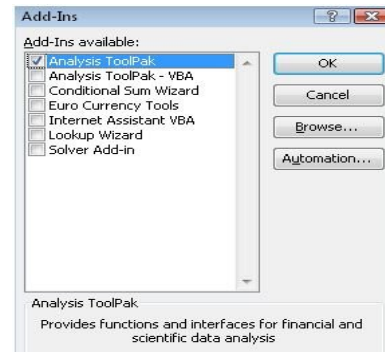 Add-Ins
Add-Ins available:
Analysis ToolPak
Analysis ToolPak - VBA
Conditional Sum Wizard
Euro Currency Tools
Internet Assistant VBA
Lookup Wizard
Solver Add-in
OK
Cancel
Browse...
Automation...
Analysis ToolPak
Provides functions and interfaces for financial and
scientific data analysis